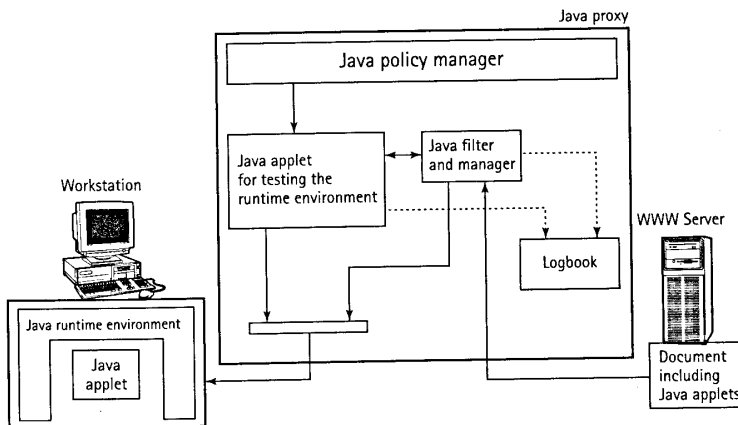 Java proxy
Java policy manager
Java applet
for testing the
runtime environment
Java filter
and manager
Workstation
WWW Server
Logbook
Java runtime environment
Java
applet
Document
including
Java applets